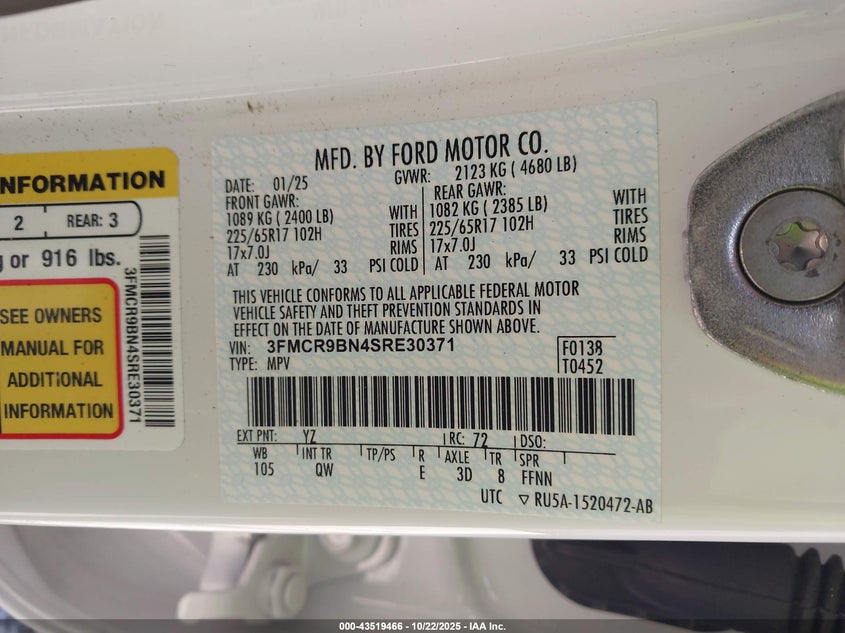 INFORMATION
2 REAR: 3
or 916 lbs.
SEE OWNERS
MANUAL FOR
ADDITIONAL
INFORMATION
3FMCR9BN4SRE30371
MFD. BY FORD MOTOR CO.
DATE: 01/25 GVWR: 2123 KG ( 4680 LB)
FRONT GAWR: REAR GAWR:
1089 KG ( 2400 LB) WITH 1082 KG ( 2385 LB) WITH
225/65R17 102H TIRES 225/65R17 102H TIRES
17x7.0J RIMS 17x7.0J RIMS
AT 230 kPa/ 33 PSI COLD AT 230 kPa/ 33 PSI COLD
THIS VEHICLE CONFORMS TO ALL APPLICABLE FEDERAL MOTOR
VEHICLE SAFETY AND THEFT PREVENTION STANDARDS IN
EFFECT ON THE DATE OF MANUFACTURE SHOWN ABOVE.
VIN: 3FMCR9BN4SRE30371 F0138
TYPE: MPV T0452
EXT PNT: YZ RC: 72 DSO:
WB INT TR TP/PS R AXLE TR SPR
105 QW E 3D 8 FFNN
UTC ▽ RU5A-1520472-AB
000-43519466 - 10/22/2025 - IAA Inc.